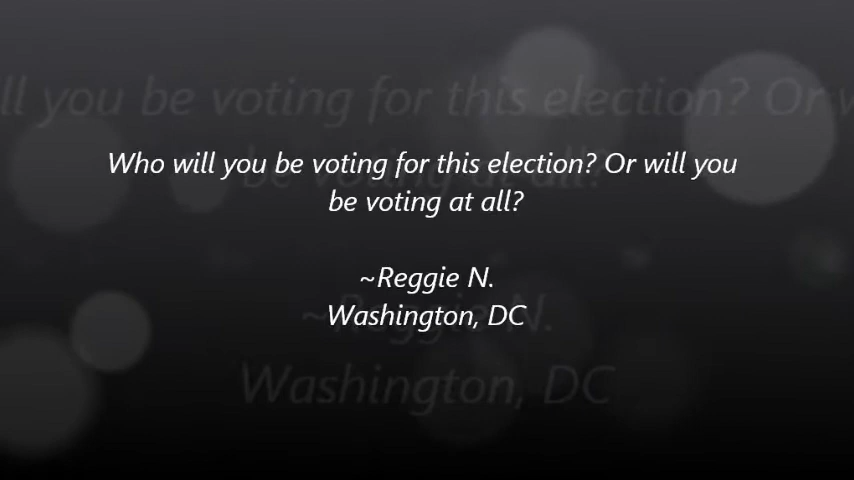 Who will you be voting for this election? Or will you
be voting at all?
~Reggie N.
Washington, DC